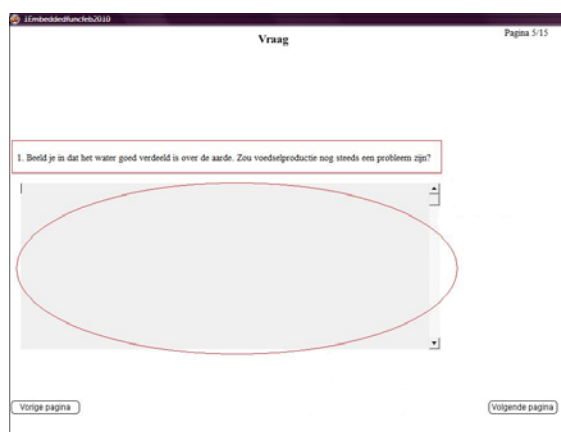 1Embeddedfuncfeb2010
Pagina 5/15
Vraag
1. Beeld je in dat het water goed verdeeld is over de aarde. Zou voedselproductie nog steeds een probleem zijn?
Vorige pagina
Volgende pagina